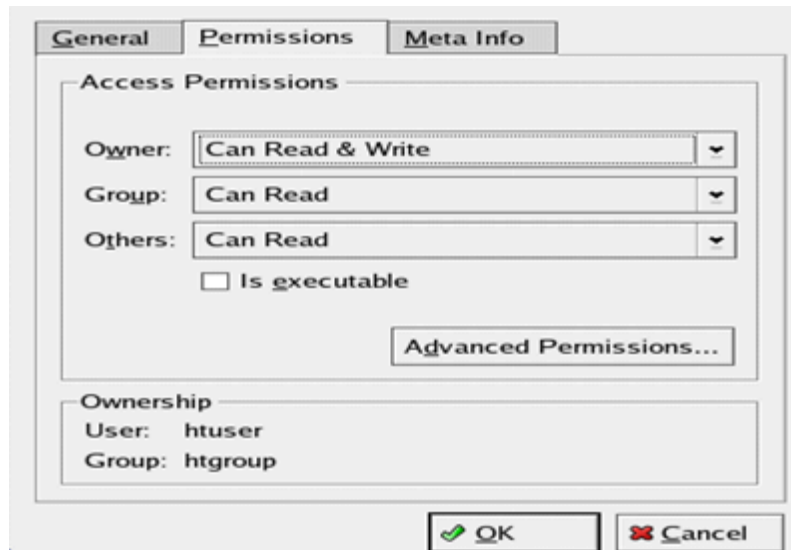 General Permissions Meta Info
Access Permissions
Owner: Can Read & Write
Group: Can Read
Others: Can Read
Is executable
Advanced Permissions...
Ownership
User: htuser
Group: htgroup
OK Cancel